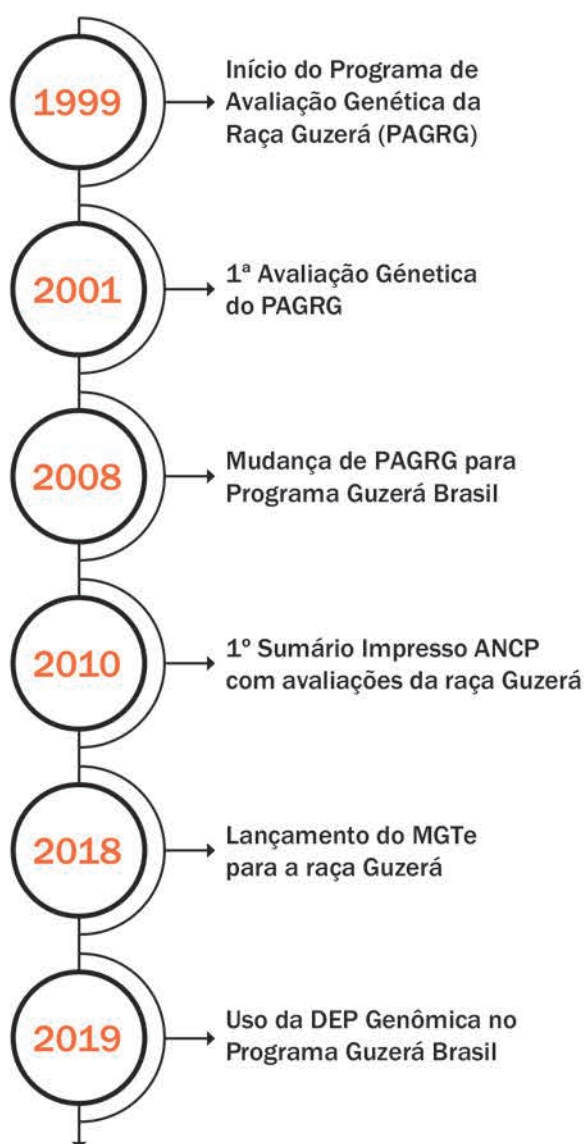 1999
Início do Programa de
Avaliação Genética da
Raça Guzerá (PAGRG)
2001
1ª Avaliação Génetica
do PAGRG
2008
Mudança de PAGRG para
Programa Guzerá Brasil
2010
1º Sumário Impresso ANCP
com avaliações da raça Guzerá
2018
Lançamento do MGTe
para a raça Guzerá
2019
Uso da DEP Genômica no
Programa Guzerá Brasil